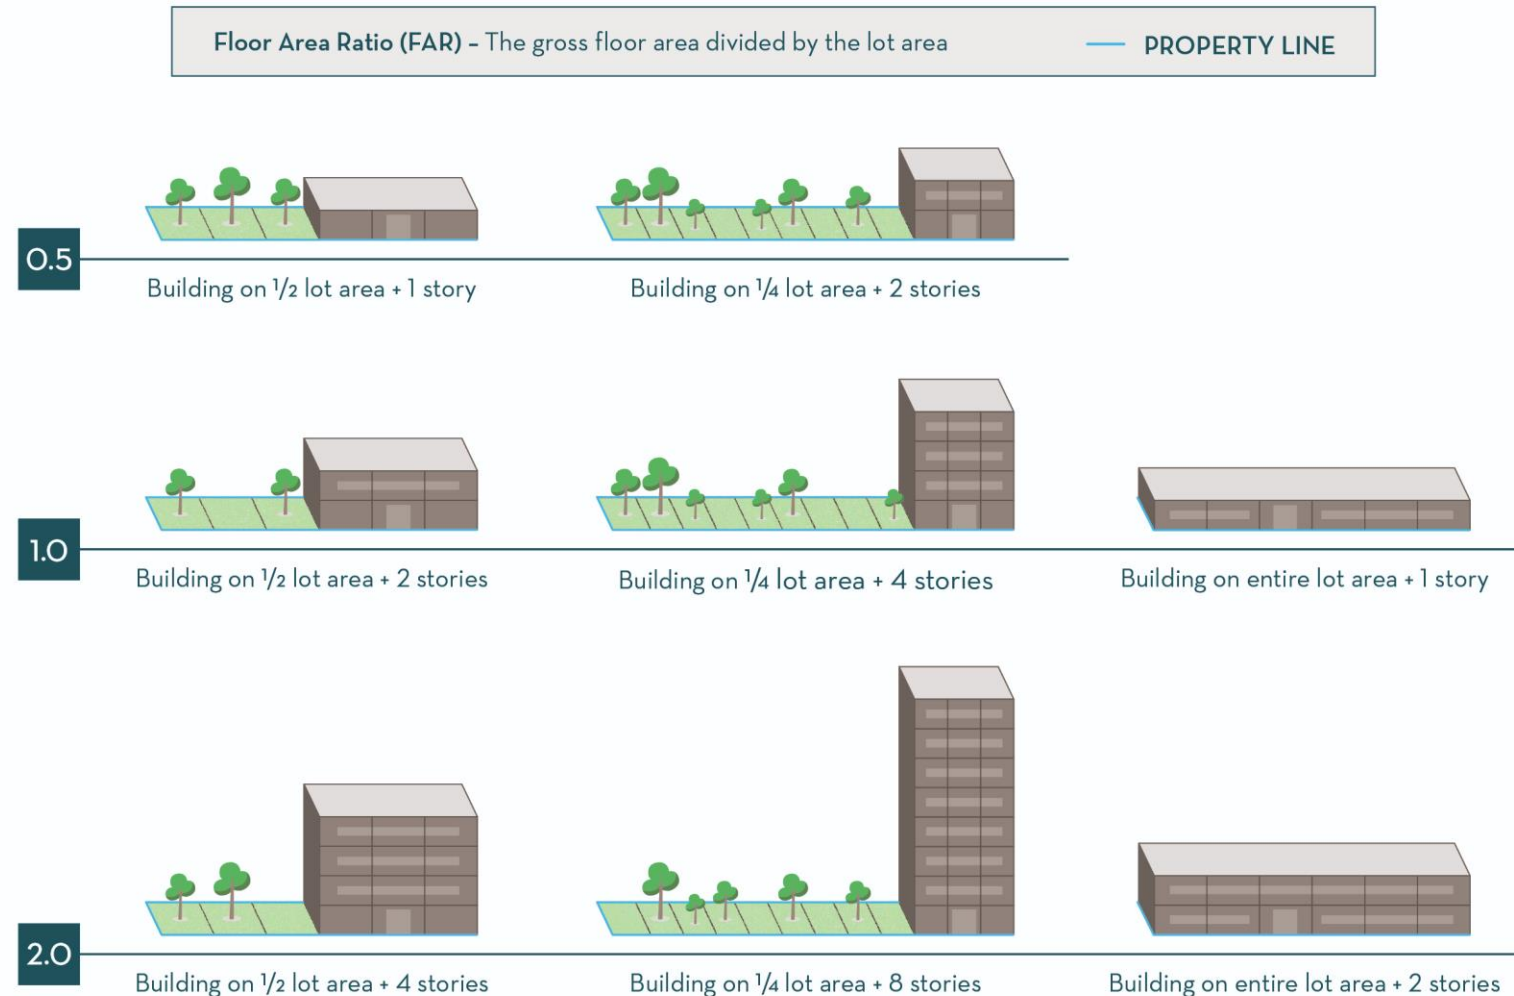 Floor Area Ratio (FAR) – The gross floor area divided by the lot area
PROPERTY LINE
0.5
Building on 1/2 lot area + 1 story
Building on 1/4 lot area + 2 stories
1.0
Building on 1/2 lot area + 2 stories
Building on 1/4 lot area + 4 stories
Building on entire lot area + 1 story
2.0
Building on 1/2 lot area + 4 stories
Building on 1/4 lot area + 8 stories
Building on entire lot area + 2 stories